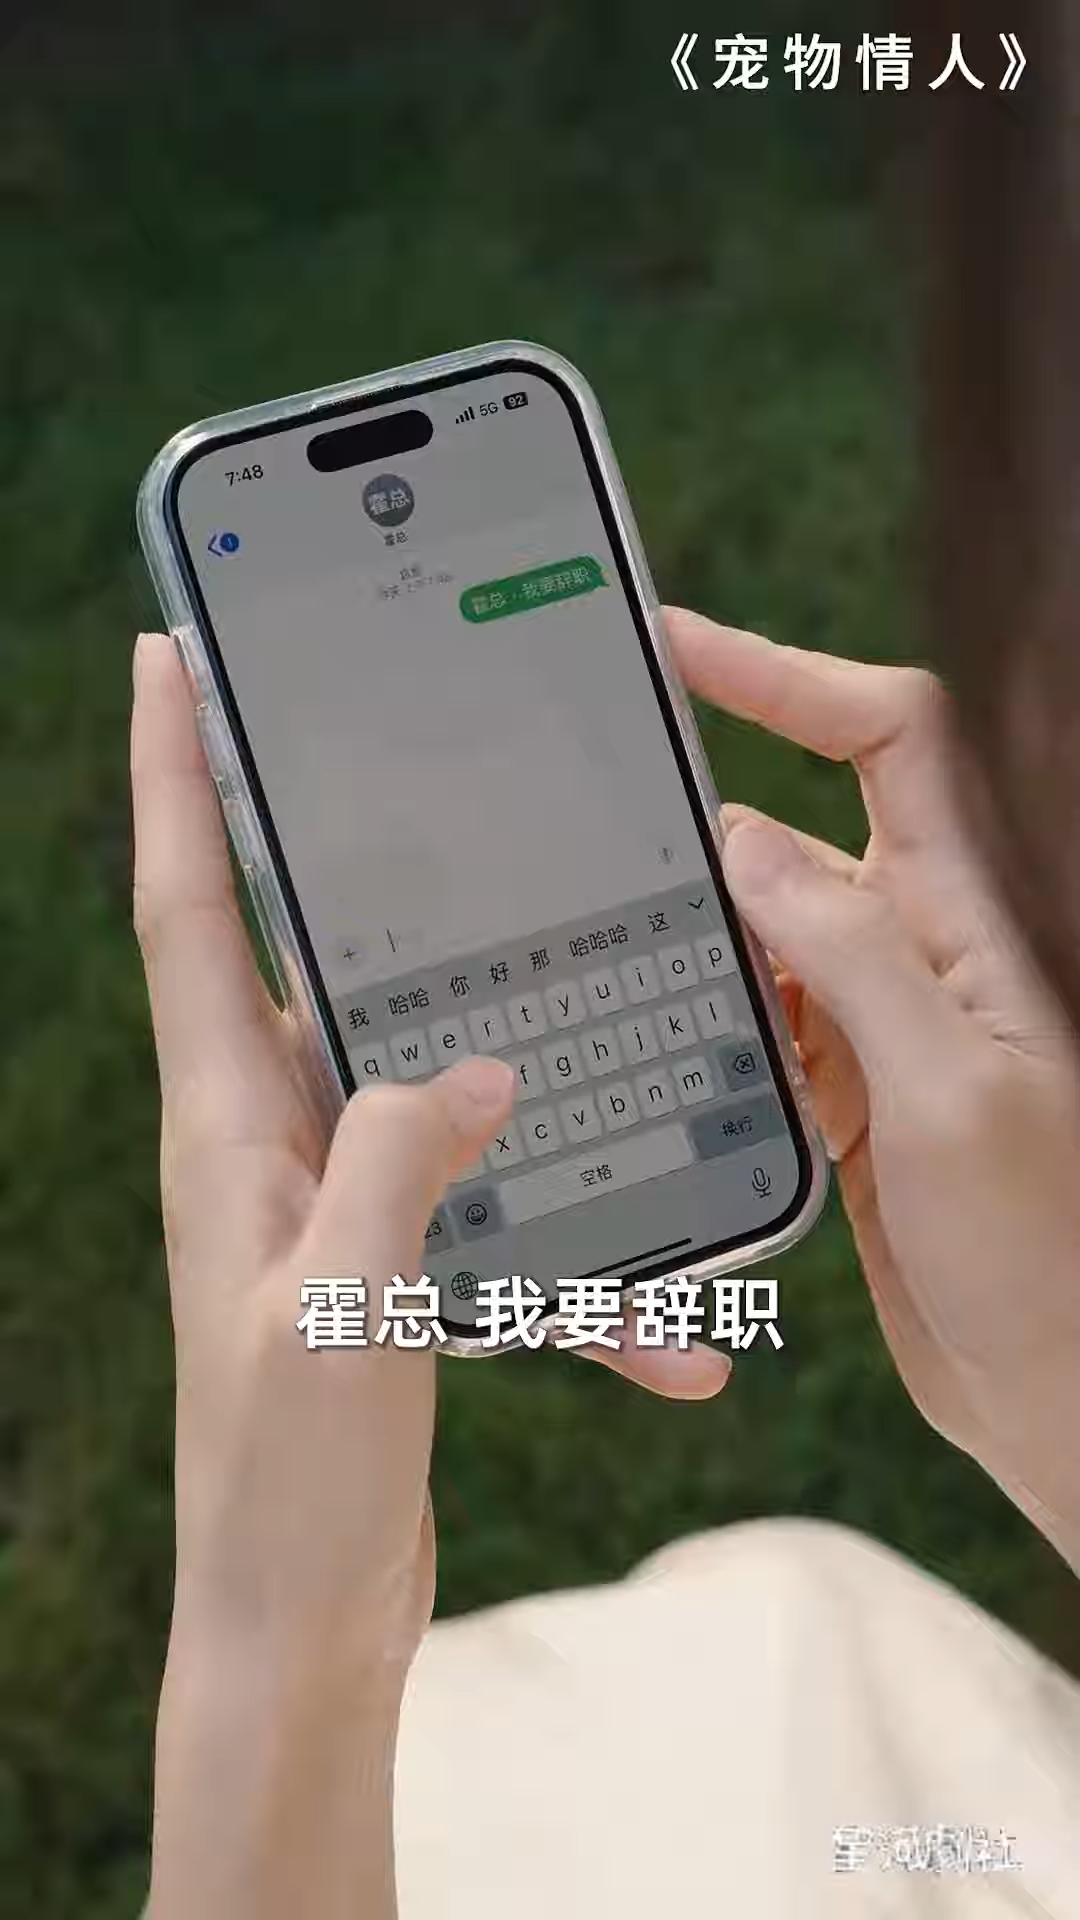 《宠物情人》
7:48
5G 92
霍总
霍总
霍总，我要辞职
我 哈哈 你 好 那 哈哈哈 这
q w e r t y u i o p
f g h j k l
x c v b n m
空格
换行
霍总 我要辞职